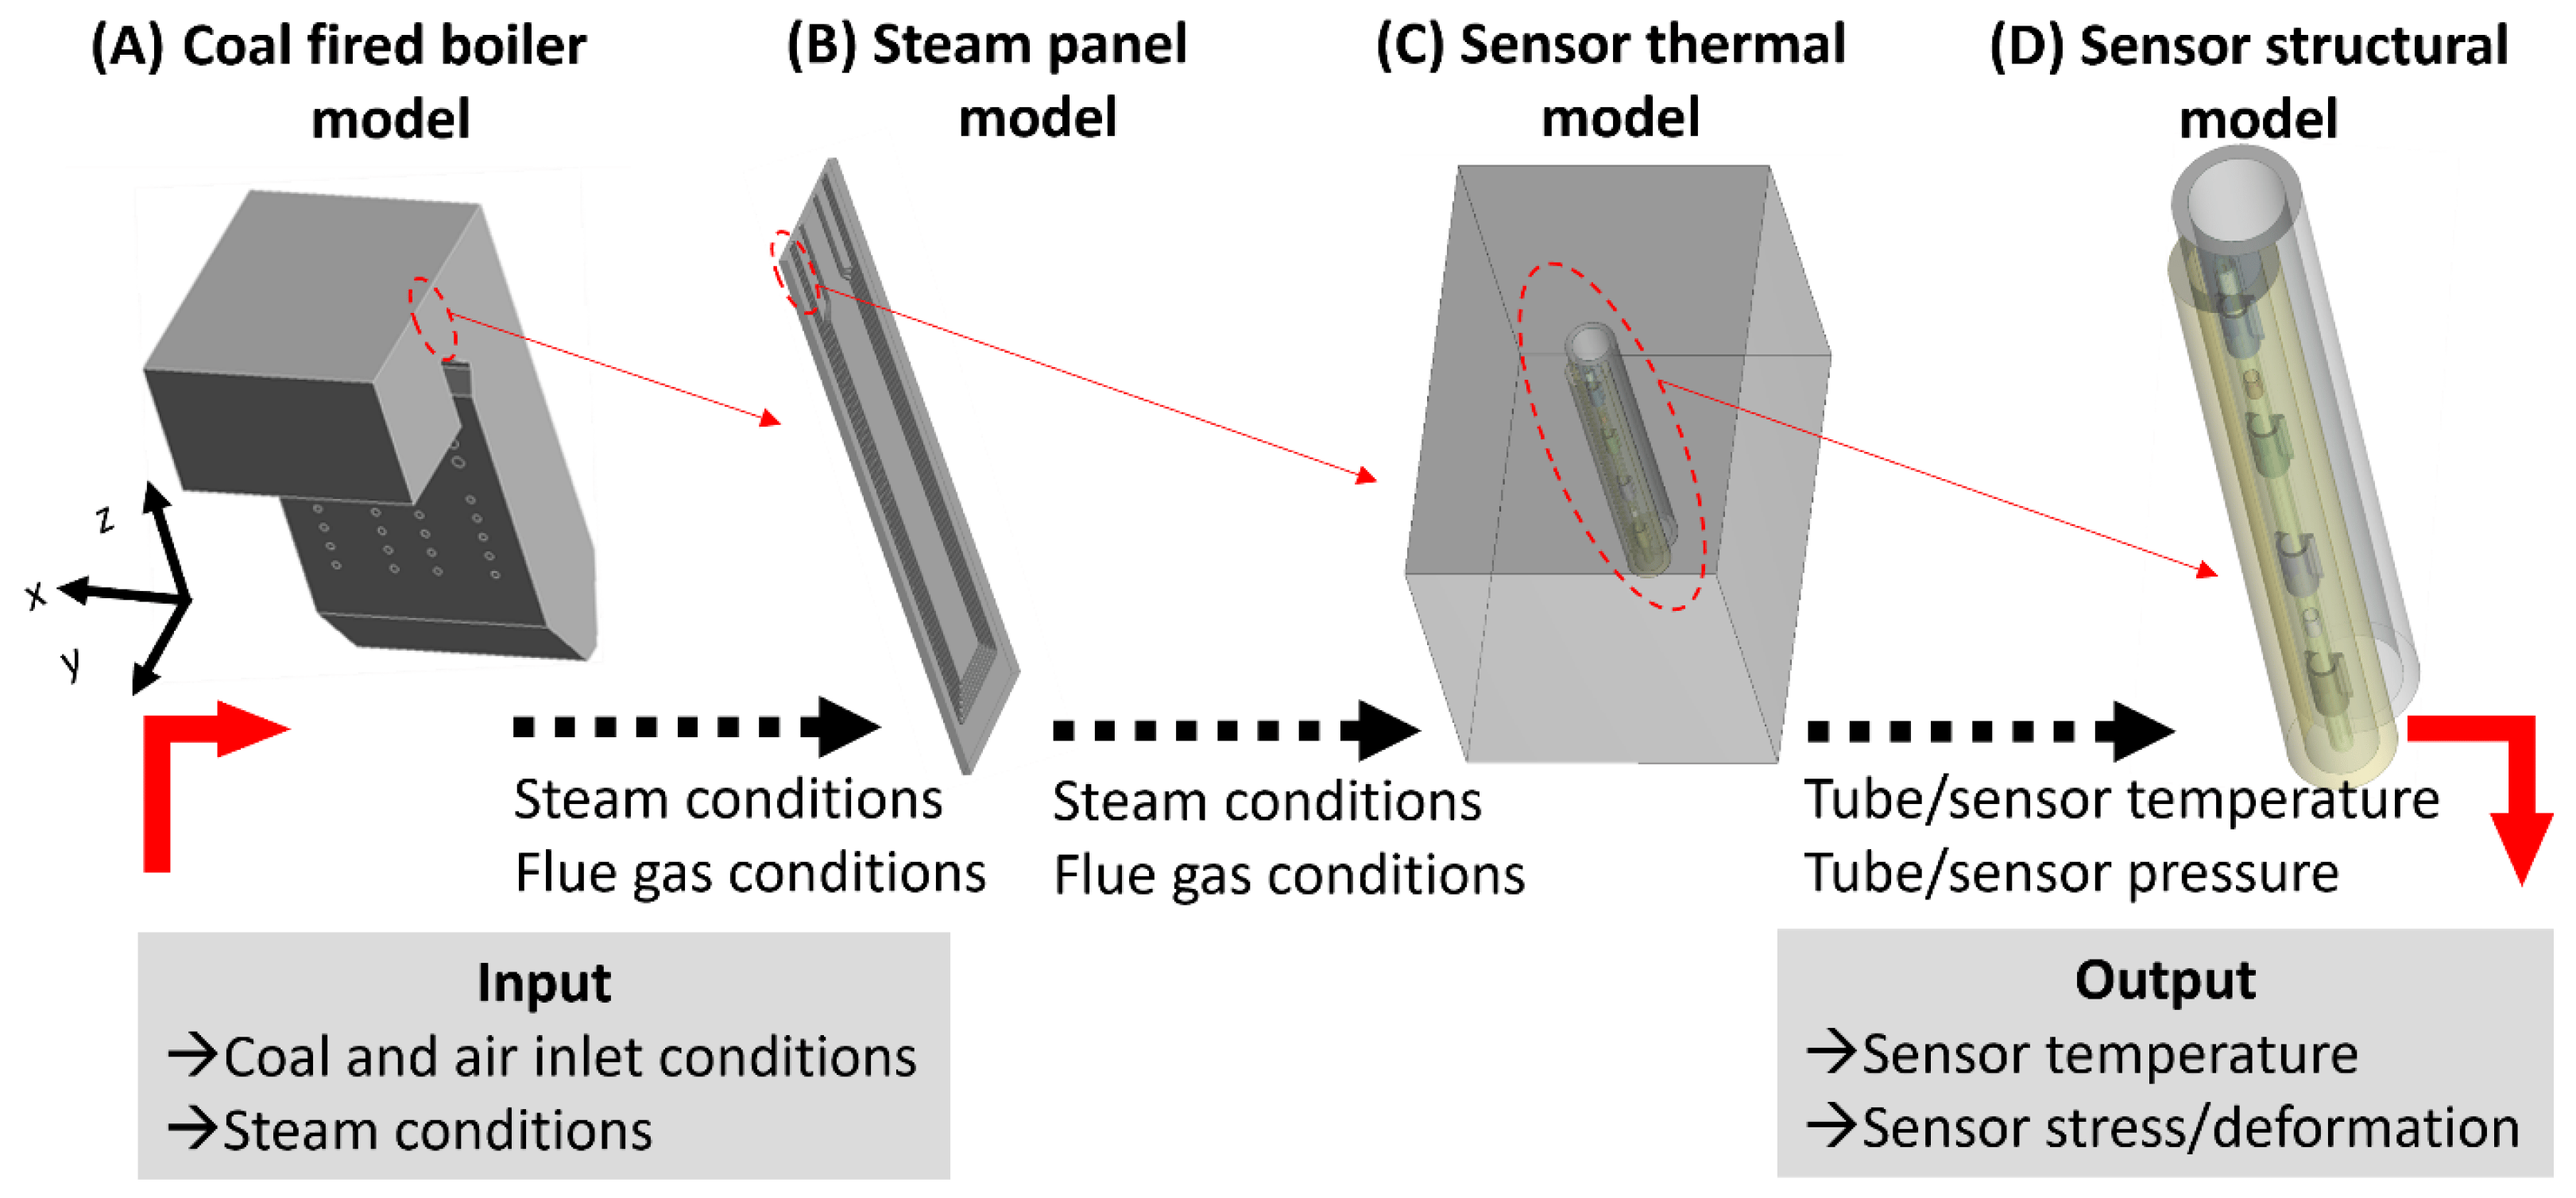 (A) Coal fired boiler
model
(B) Steam panel
model
(C) Sensor thermal
model
(D) Sensor structural
model
z
x
y
Steam conditions
Flue gas conditions
Steam conditions
Flue gas conditions
Tube/sensor temperature
Tube/sensor pressure
Input
→Coal and air inlet conditions
→Steam conditions
Output
→Sensor temperature
→Sensor stress/deformation